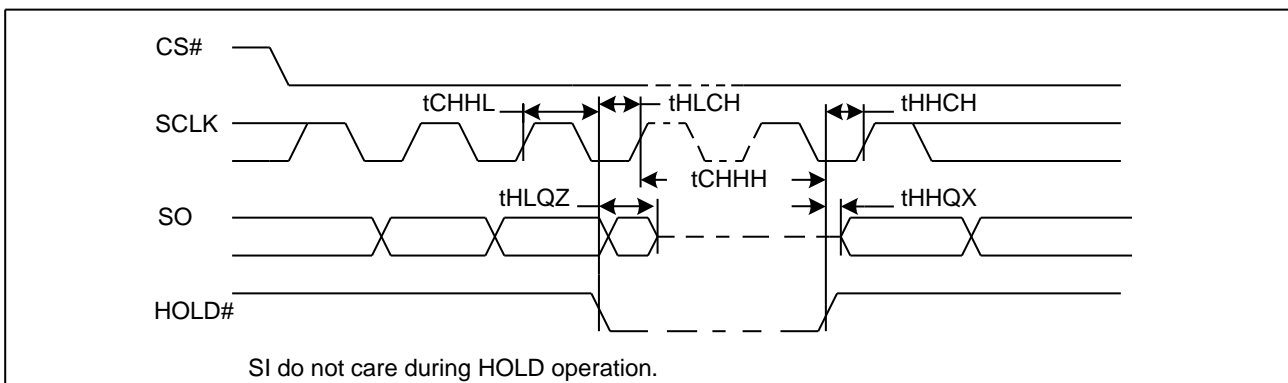 CS#
tCHHL
tHLCH
tHHCH
SCLK
tCHHH
tHLQZ
tHHQX
SO
HOLD#
SI do not care during HOLD operation.